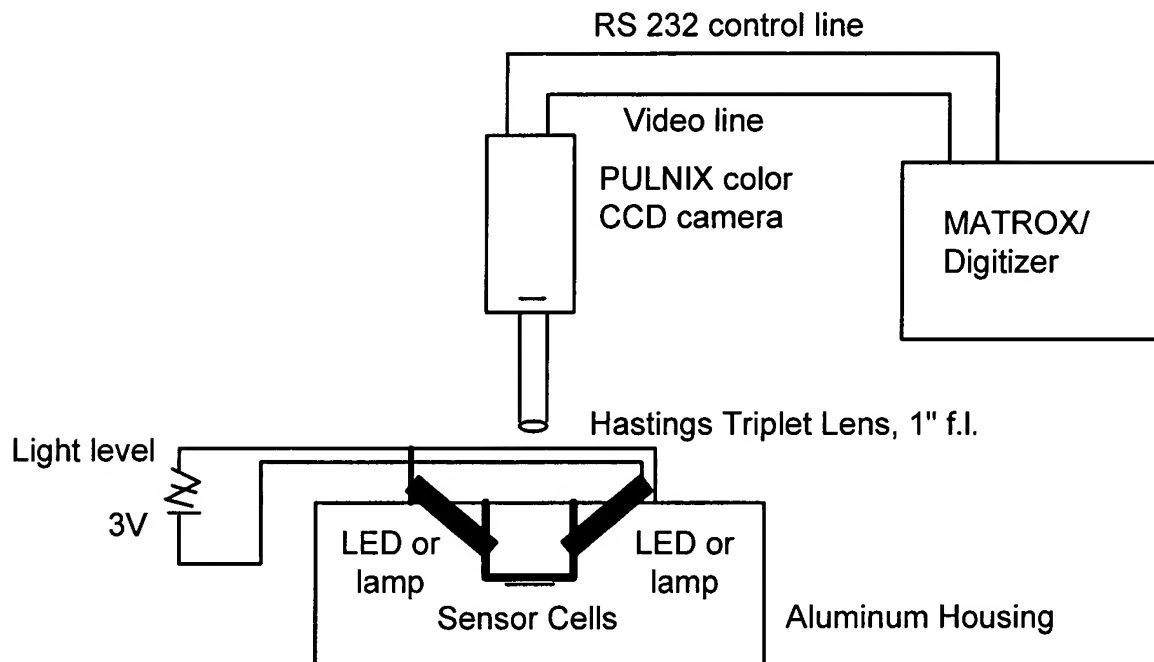 RS 232 control line
Video line
PULNIX color
CCD camera
MATROX/
Digitizer
Hastings Triplet Lens, 1" f.l.
Light level
3V
LED or
lamp
LED or
lamp
Sensor Cells
Aluminum Housing